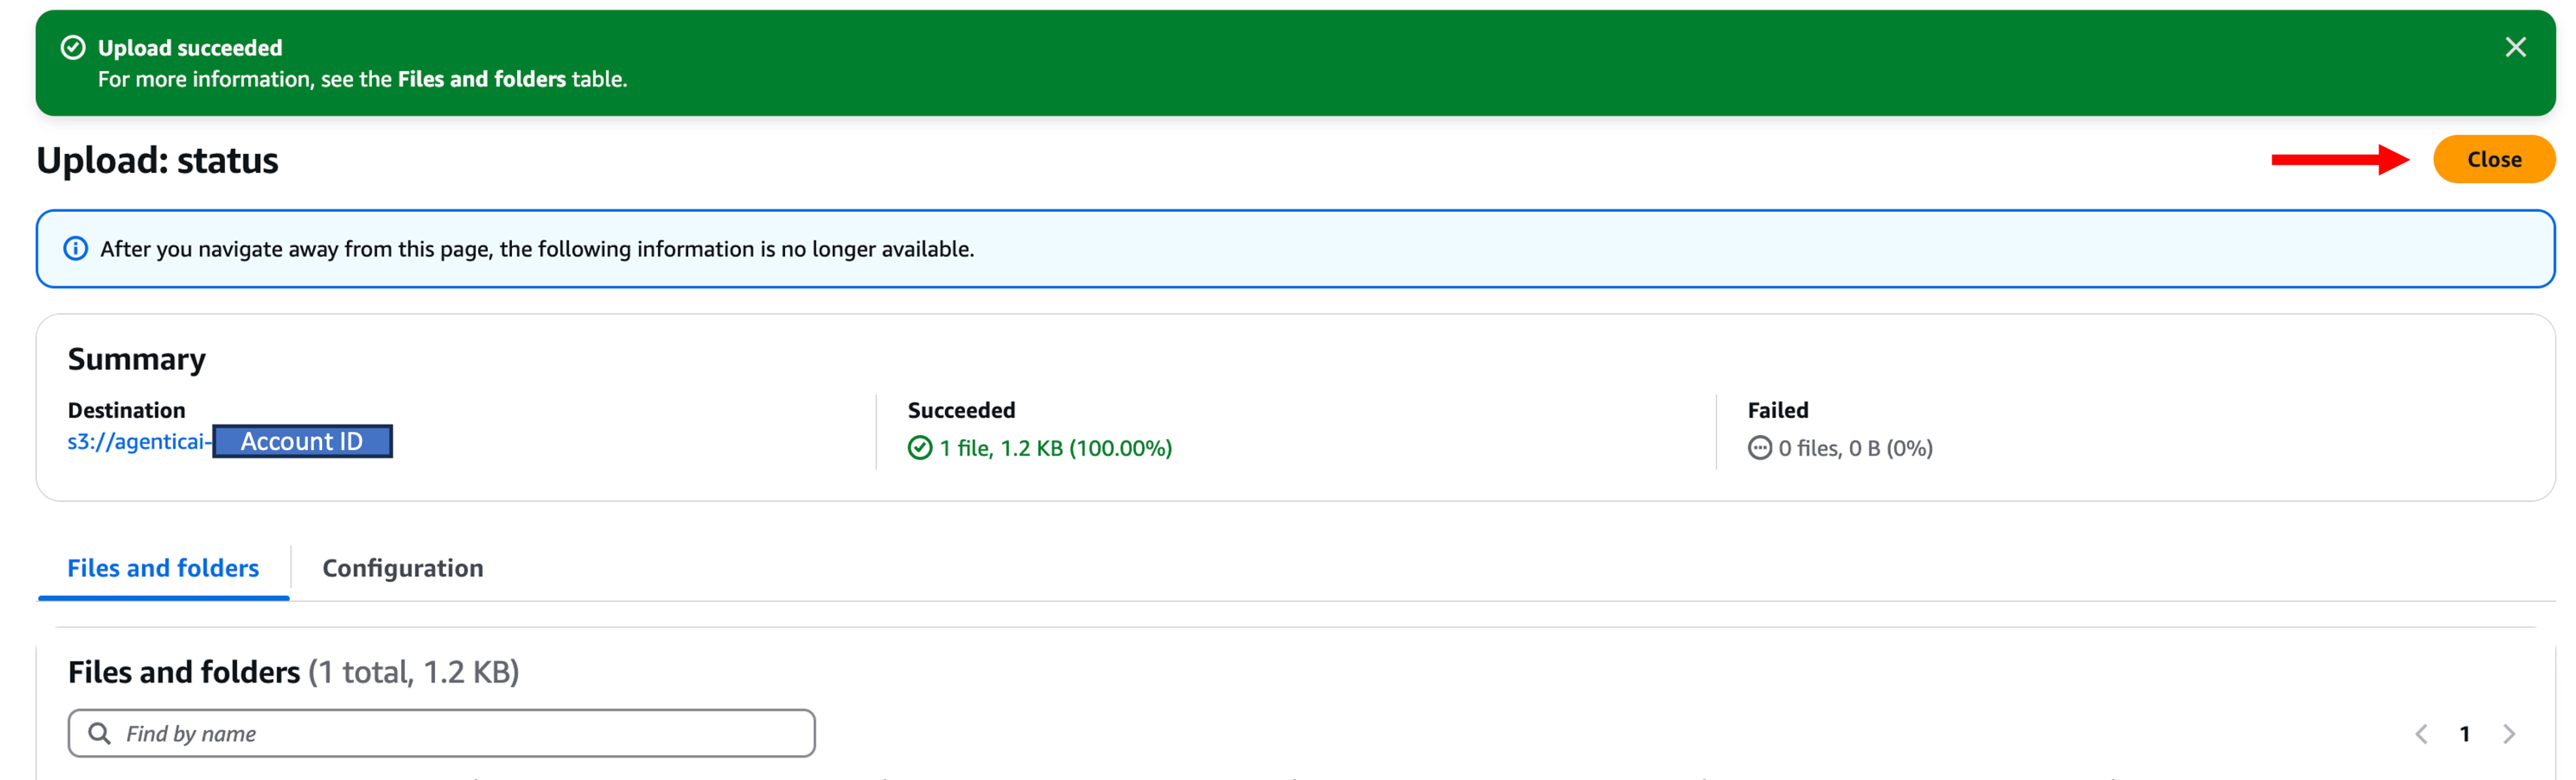 Upload succeeded
For more information, see the Files and folders table.
Upload: status
Close
After you navigate away from this page, the following information is no longer available.
Summary
Destination
s3://agenticai- Account ID
Succeeded
1 file, 1.2 KB (100.00%)
Failed
0 files, 0 B (0%)
Files and folders
Configuration
Files and folders (1 total, 1.2 KB)
Find by name
1